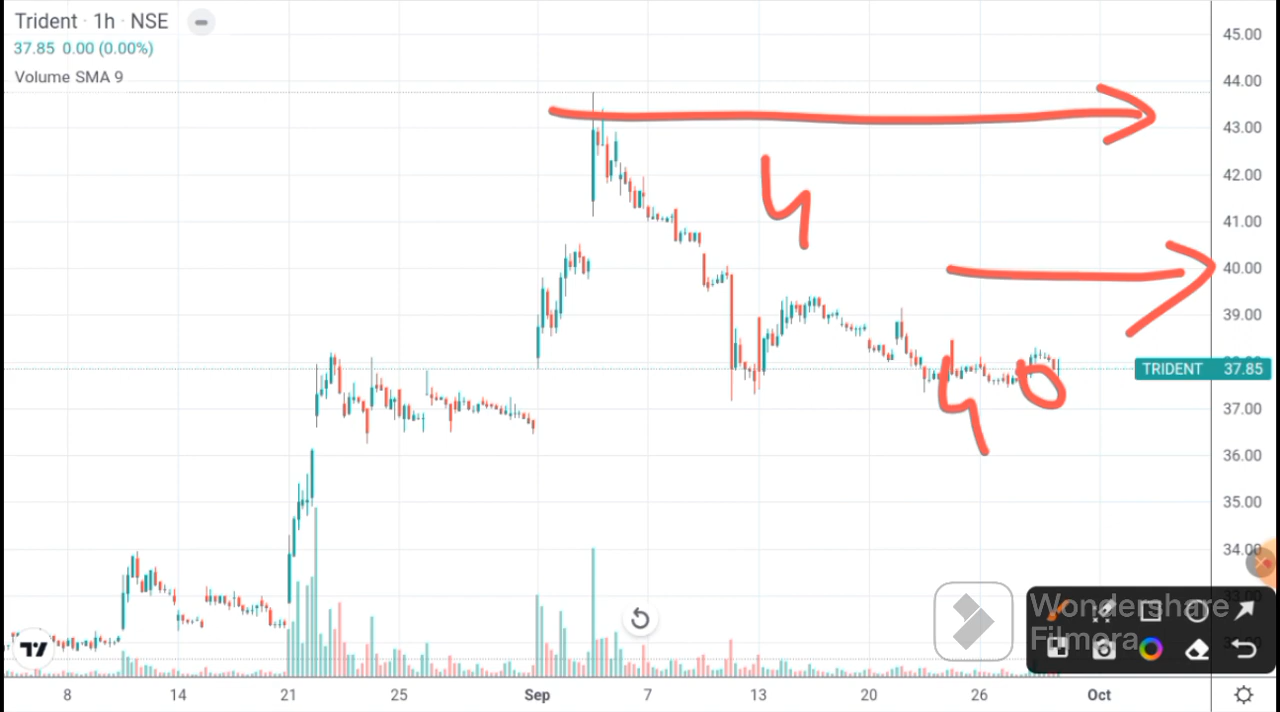 Trident · 1h · NSE
37.85 0.00 (0.00%)
Volume SMA 9
45.00
44.00
43.00
42.00
41.00
40.00
39.00
TRIDENT 37.85
37.00
36.00
35.00
34.00
4
40
Wondershare
Filmora
8 14 21 25 Sep 7 13 20 26 Oct